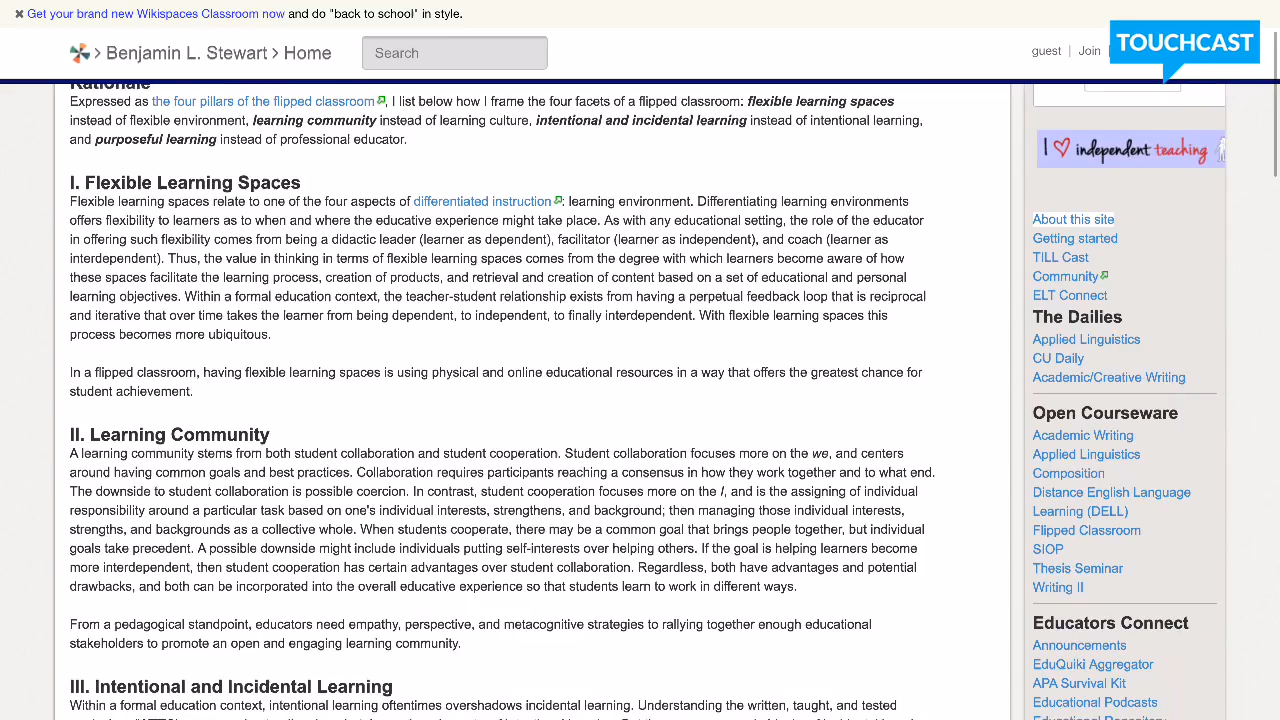 ✖ Get your brand new Wikispaces Classroom now and do "back to school" in style.
> Benjamin L. Stewart > Home
Search
guest | Join |
TOUCHCAST
Rationale
Expressed as the four pillars of the flipped classroom, I list below how I frame the four facets of a flipped classroom: flexible learning spaces
instead of flexible environment, learning community instead of learning culture, intentional and incidental learning instead of intentional learning,
and purposeful learning instead of professional educator.
I. Flexible Learning Spaces
Flexible learning spaces relate to one of the four aspects of differentiated instruction: learning environment. Differentiating learning environments
offers flexibility to learners as to when and where the educative experience might take place. As with any educational setting, the role of the educator
in offering such flexibility comes from being a didactic leader (learner as dependent), facilitator (learner as independent), and coach (learner as
interdependent). Thus, the value in thinking in terms of flexible learning spaces comes from the degree with which learners become aware of how
these spaces facilitate the learning process, creation of products, and retrieval and creation of content based on a set of educational and personal
learning objectives. Within a formal education context, the teacher-student relationship exists from having a perpetual feedback loop that is reciprocal
and iterative that over time takes the learner from being dependent, to independent, to finally interdependent. With flexible learning spaces this
process becomes more ubiquitous.
In a flipped classroom, having flexible learning spaces is using physical and online educational resources in a way that offers the greatest chance for
student achievement.
II. Learning Community
A learning community stems from both student collaboration and student cooperation. Student collaboration focuses more on the we, and centers
around having common goals and best practices. Collaboration requires participants reaching a consensus in how they work together and to what end.
The downside to student collaboration is possible coercion. In contrast, student cooperation focuses more on the I, and is the assigning of individual
responsibility around a particular task based on one's individual interests, strengthens, and background; then managing those individual interests,
strengths, and backgrounds as a collective whole. When students cooperate, there may be a common goal that brings people together, but individual
goals take precedent. A possible downside might include individuals putting self-interests over helping others. If the goal is helping learners become
more interdependent, then student cooperation has certain advantages over student collaboration. Regardless, both have advantages and potential
drawbacks, and both can be incorporated into the overall educative experience so that students learn to work in different ways.
From a pedagogical standpoint, educators need empathy, perspective, and metacognitive strategies to rallying together enough educational
stakeholders to promote an open and engaging learning community.
III. Intentional and Incidental Learning
Within a formal education context, intentional learning oftentimes overshadows incidental learning. Understanding the written, taught, and tested
I ♥ independent teaching
About this site
Getting started
TILL Cast
Community
ELT Connect
The Dailies
Applied Linguistics
CU Daily
Academic/Creative Writing
Open Courseware
Academic Writing
Applied Linguistics
Composition
Distance English Language
Learning (DELL)
Flipped Classroom
SIOP
Thesis Seminar
Writing II
Educators Connect
Announcements
EduQuiki Aggregator
APA Survival Kit
Educational Podcasts